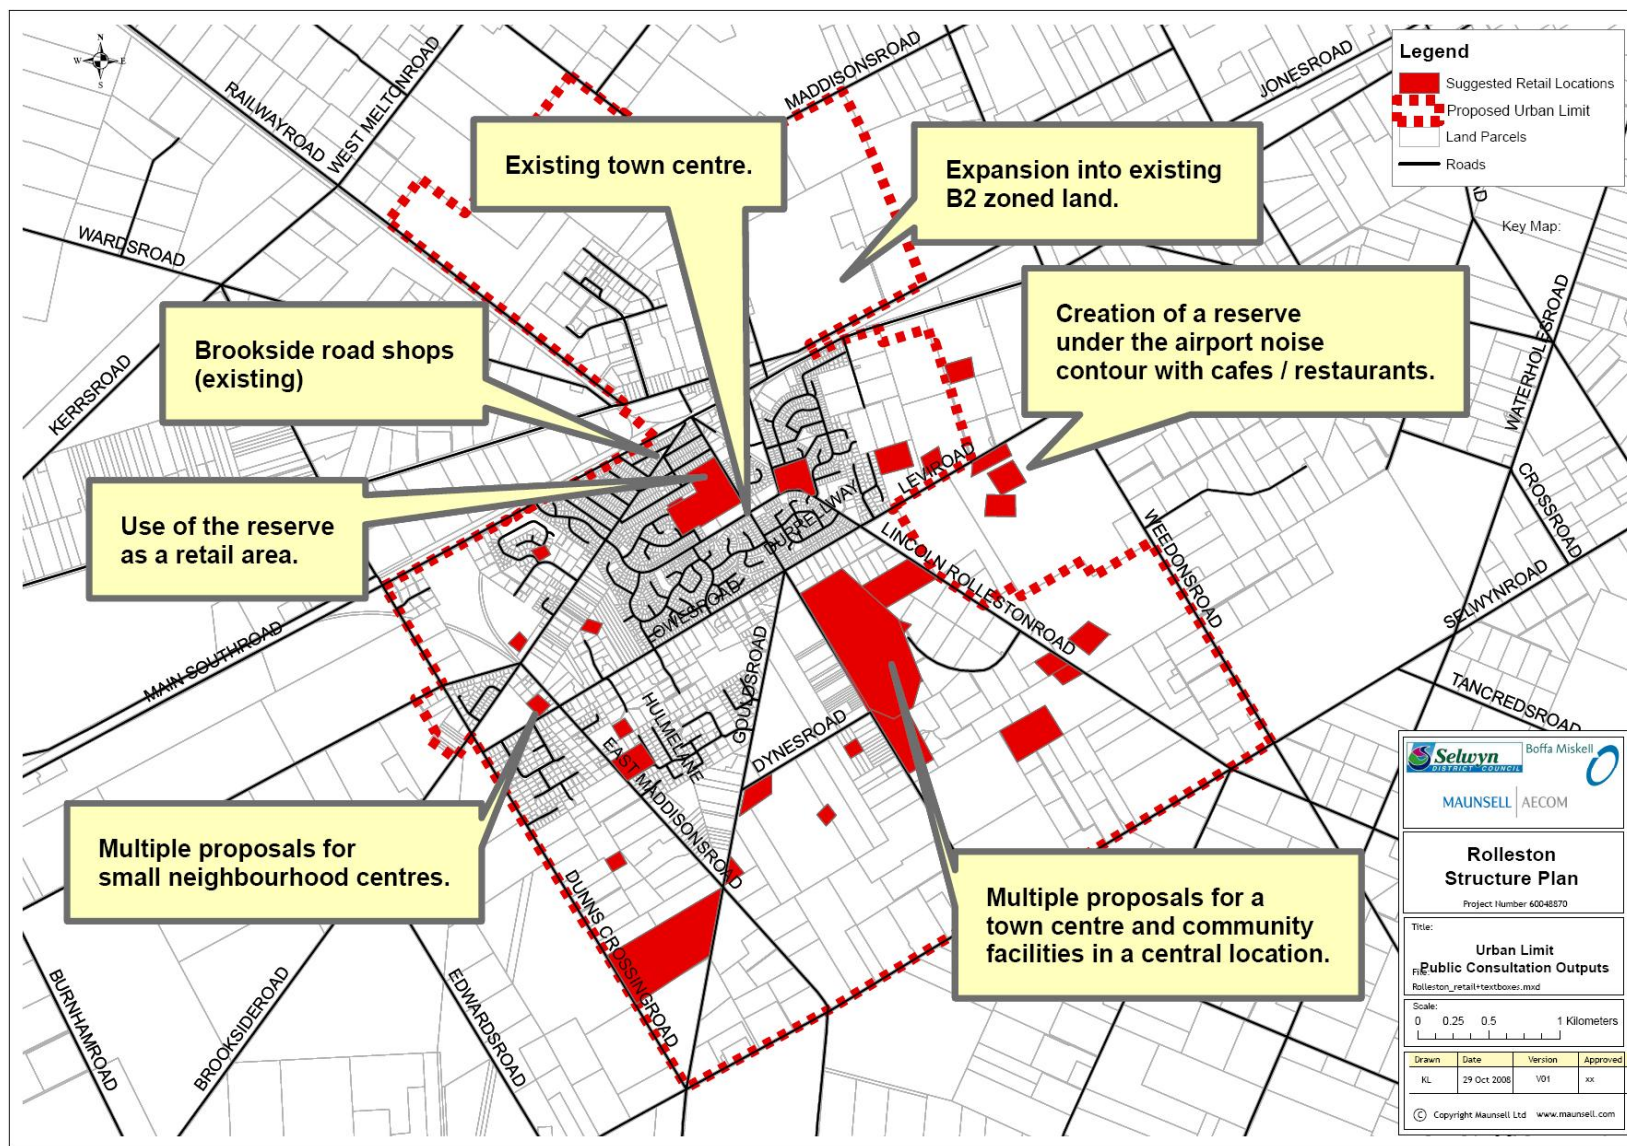 N
W
E
S
RAILWAYROAD
WEST MELTONROAD
MADDISONSROAD
JONESROAD
Legend
Suggested Retail Locations
Proposed Urban Limit
Land Parcels
Roads
Key Map:
Existing town centre.
Expansion into existing
B2 zoned land.
WARDSROAD
Creation of a reserve
under the airport noise
contour with cafes / restaurants.
Brookside road shops
(existing)
KERRSROAD
WATERHOLESROAD
Use of the reserve
as a retail area.
LEVIROAD
DURRELLWAY
CROSSROAD
WEEDONSROAD
LINCOLN ROLLESTONROAD
SELWYNROAD
LOWESROAD
MAIN SOUTHROAD
GOULDSROAD
TANCREDSROAD
HULMELANE
DYNESROAD
EAST MADDISONSROAD
Multiple proposals for
small neighbourhood centres.
Multiple proposals for a
town centre and community
facilities in a central location.
DUNNS CROSSINGROAD
BURNHAMROAD
BROOKSIDEROAD
EDWARDSROAD
Selwyn
DISTRICT COUNCIL
Boffa Miskell
MAUNSELL | AECOM
Rolleston
Structure Plan
Project Number 60048870
Title:
Urban Limit
Public Consultation Outputs
File:
Rolleston_retail+textboxes.mxd
Scale:
0 0.25 0.5 1 Kilometers
Drawn Date Version Approved
KL 29 Oct 2008 V01 xx
© Copyright Maunsell Ltd www.maunsell.com